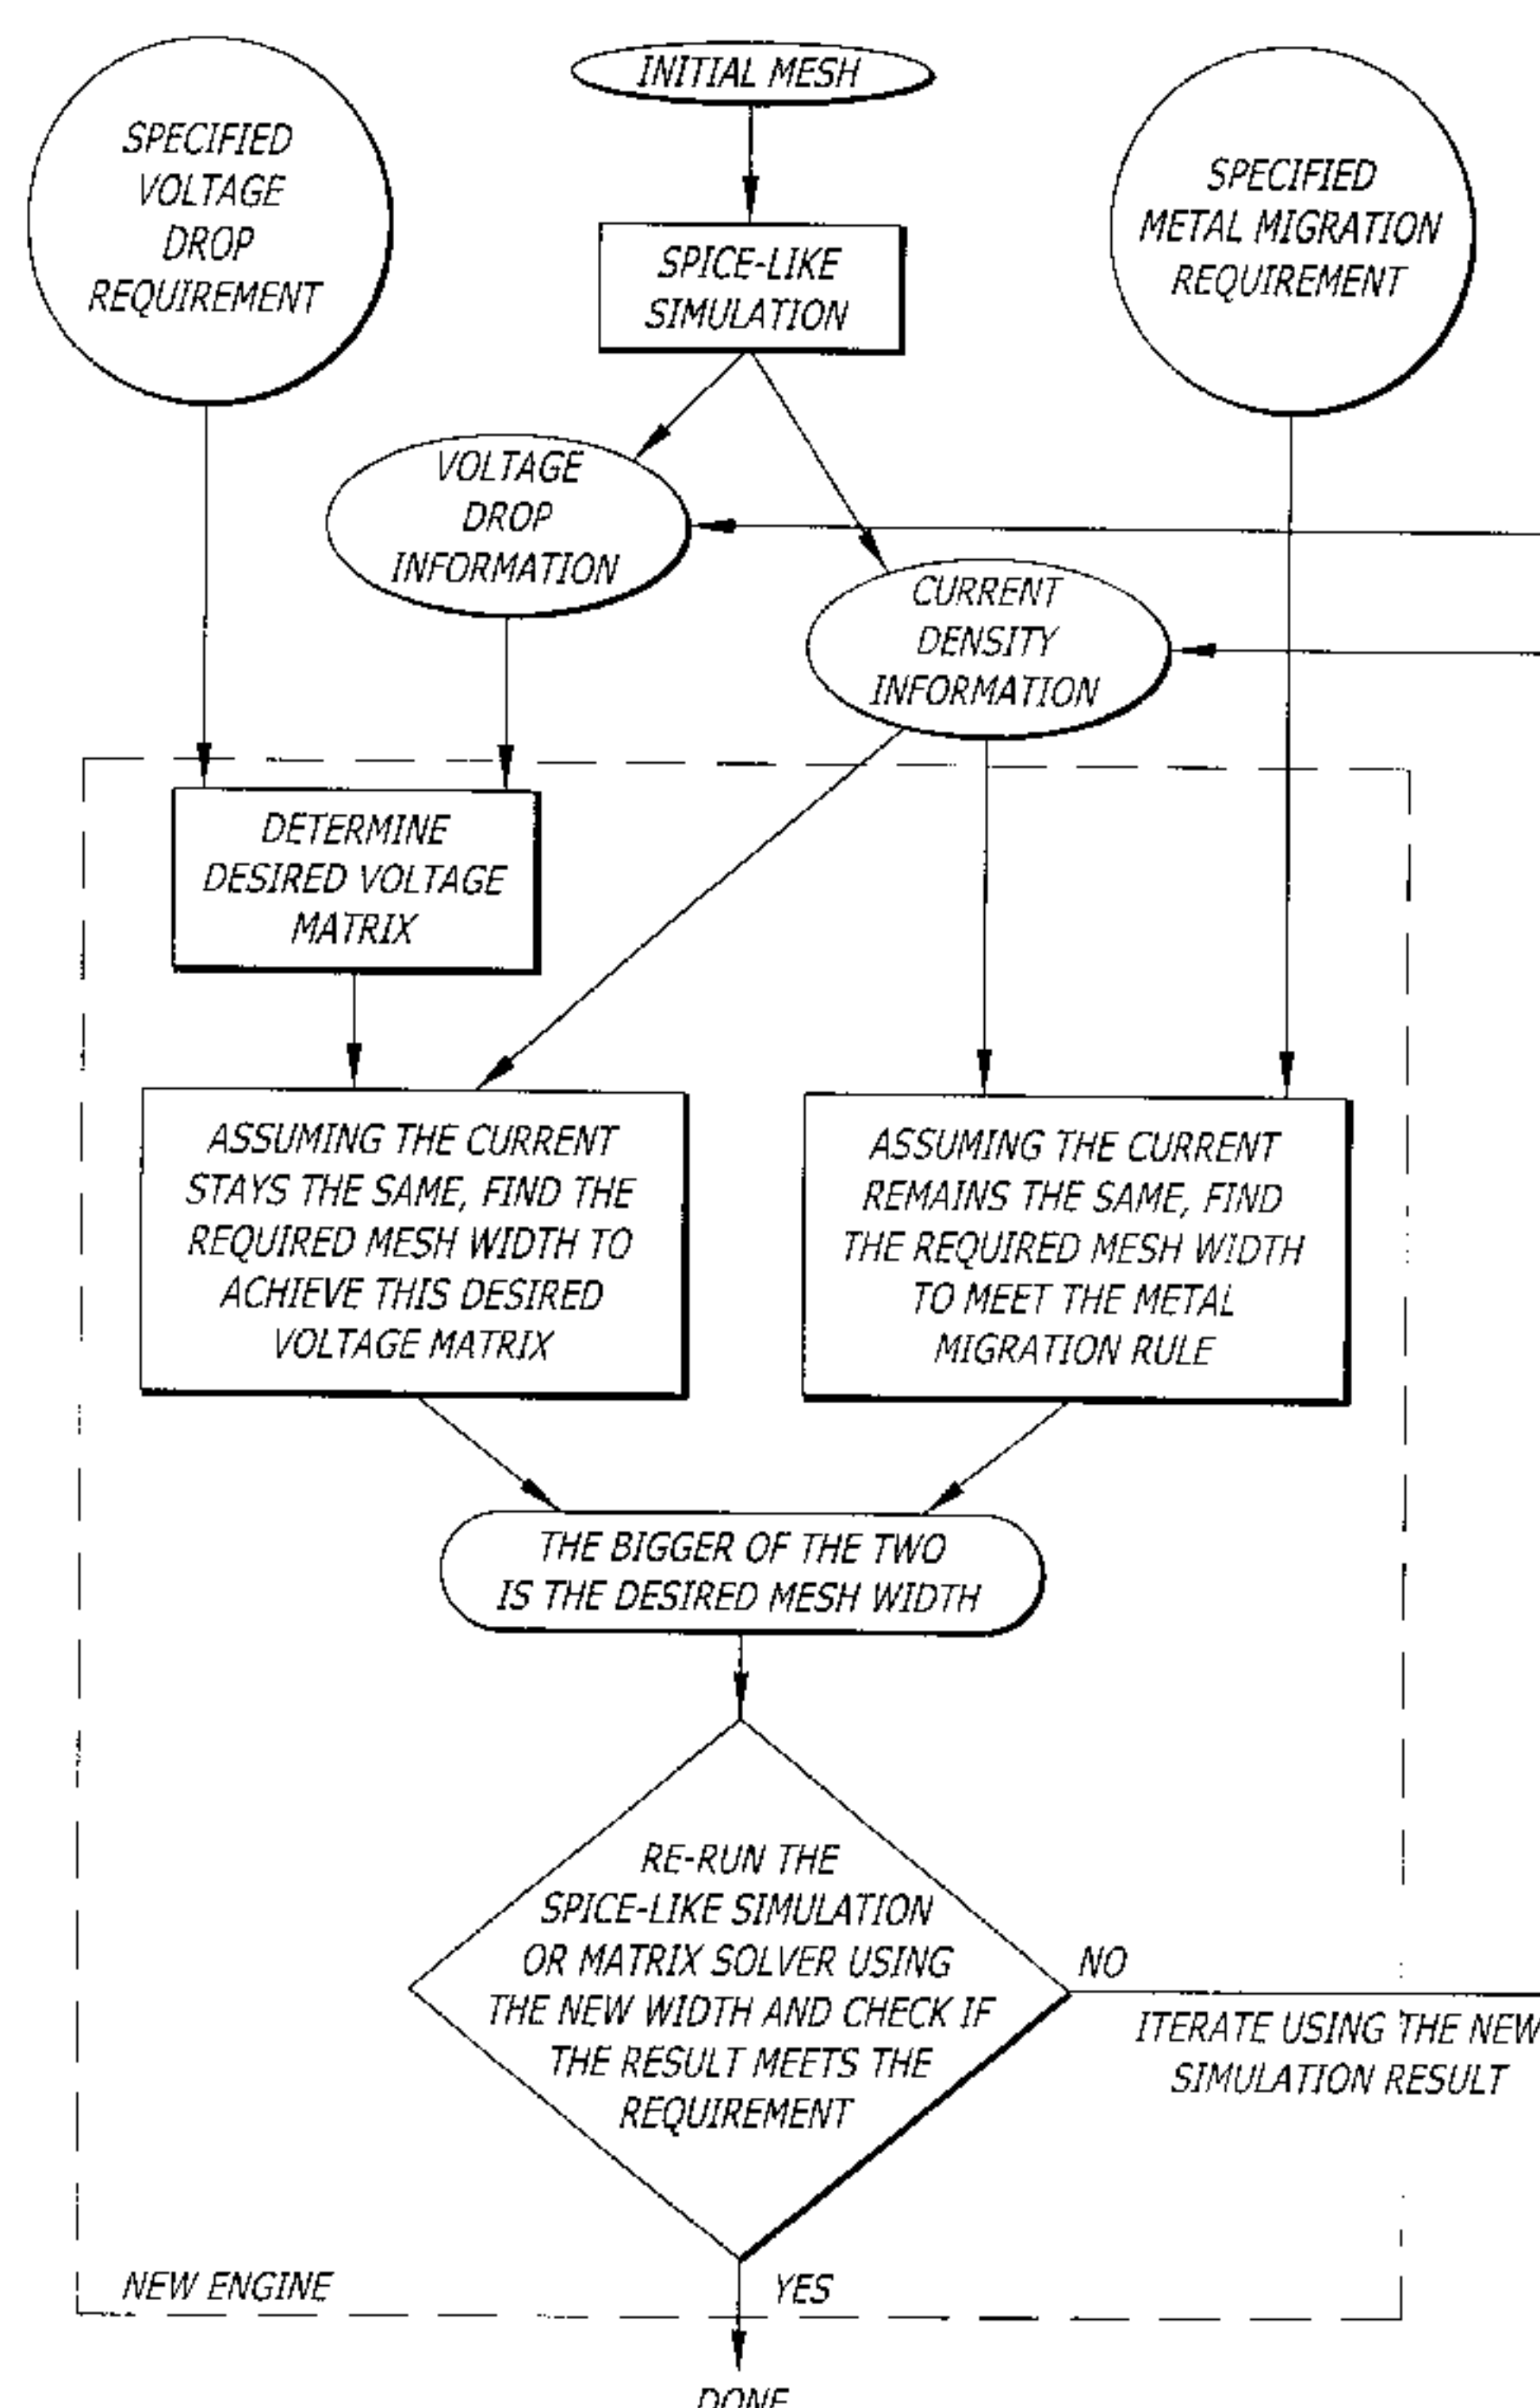 INITIAL MESH
SPECIFIED
VOLTAGE
DROP
REQUIREMENT
SPICE-LIKE
SIMULATION
SPECIFIED
METAL MIGRATION
REQUIREMENT
VOLTAGE
DROP
INFORMATION
CURRENT
DENSITY
INFORMATION
DETERMINE
DESIRED VOLTAGE
MATRIX
ASSUMING THE CURRENT
STAYS THE SAME, FIND THE
REQUIRED MESH WIDTH TO
ACHIEVE THIS DESIRED
VOLTAGE MATRIX
ASSUMING THE CURRENT
REMAINS THE SAME, FIND
THE REQUIRED MESH WIDTH
TO MEET THE METAL
MIGRATION RULE
THE BIGGER OF THE TWO
IS THE DESIRED MESH WIDTH
RE-RUN THE
SPICE-LIKE SIMULATION
OR MATRIX SOLVER USING
THE NEW WIDTH AND CHECK IF
THE RESULT MEETS THE
REQUIREMENT
NO
ITERATE USING THE NEW
SIMULATION RESULT
NEW ENGINE
YES
DONE